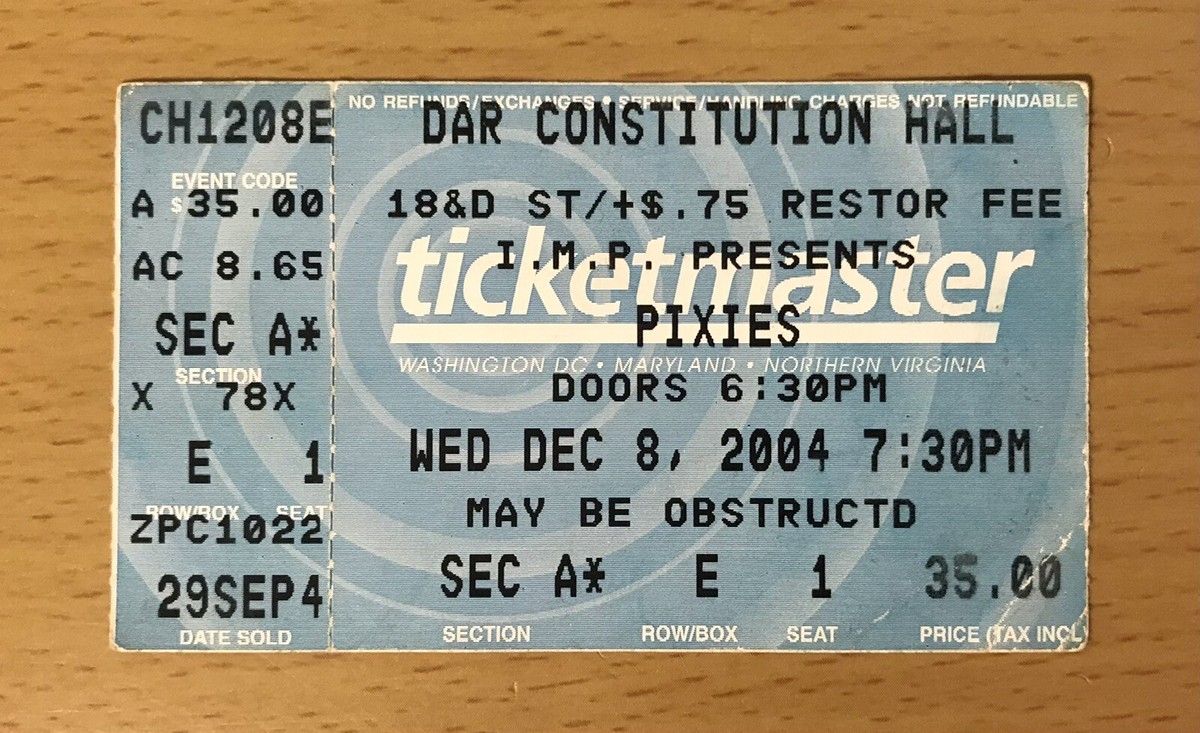 CH1208E
EVENT CODE
A $35.00
AC 8.65
SEC A*
SECTION
X 78X
E 1
ROW/BOX SEAT
ZPC1022
29SEP4
DATE SOLD
NO REFUNDS/EXCHANGES • SERVICE/HANDLING CHARGES NOT REFUNDABLE
DAR CONSTITUTION HALL
18&D ST/+$.75 RESTOR FEE
ticketmaster
I.M.P. PRESENTS
PIXIES
WASHINGTON DC • MARYLAND • NORTHERN VIRGINIA
DOORS 6:30PM
WED DEC 8, 2004 7:30PM
MAY BE OBSTRUCTD
SEC A* E 1 35.00
SECTION ROW/BOX SEAT PRICE (TAX INCL